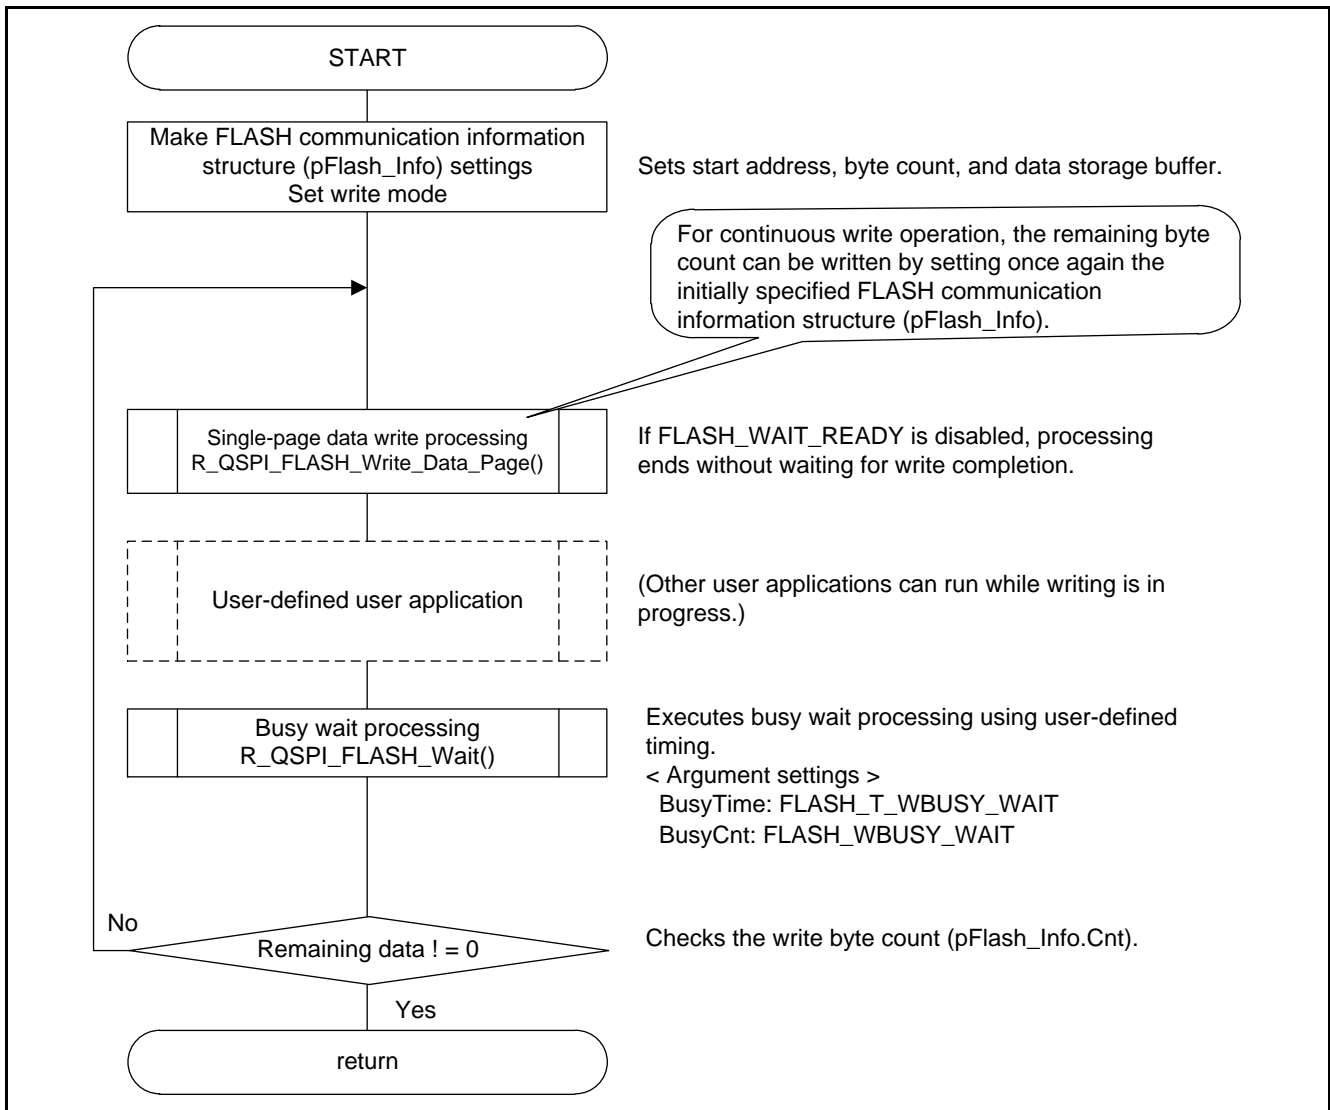 START
Make FLASH communication information
structure (pFlash_Info) settings
Set write mode
Sets start address, byte count, and data storage buffer.
For continuous write operation, the remaining byte
count can be written by setting once again the
initially specified FLASH communication
information structure (pFlash_Info).
Single-page data write processing
R_QSPI_FLASH_Write_Data_Page()
If FLASH_WAIT_READY is disabled, processing
ends without waiting for write completion.
User-defined user application
(Other user applications can run while writing is in
progress.)
Busy wait processing
R_QSPI_FLASH_Wait()
Executes busy wait processing using user-defined
timing.
< Argument settings >
BusyTime: FLASH_T_WBUSY_WAIT
BusyCnt: FLASH_WBUSY_WAIT
No
Remaining data ! = 0
Checks the write byte count (pFlash_Info.Cnt).
Yes
return